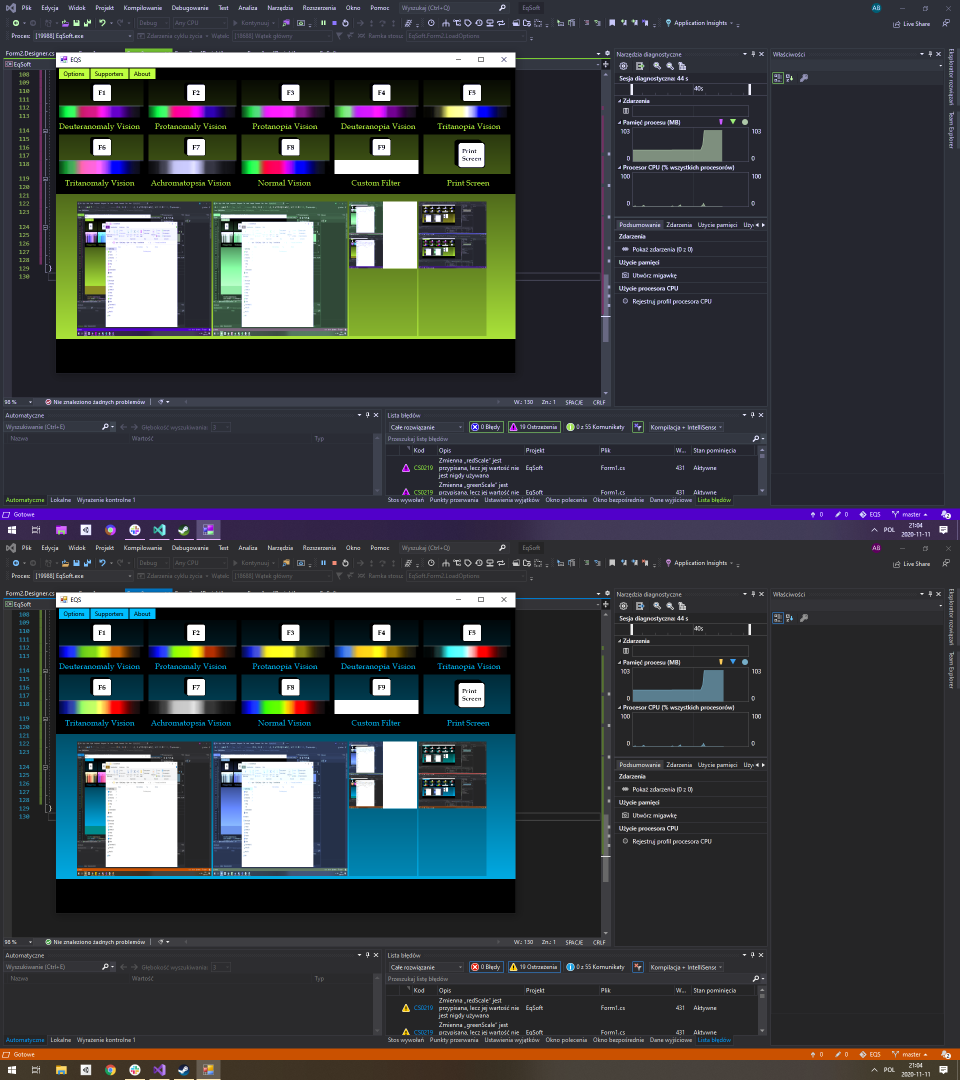 Plik Edycja Widok Projekt Kompilowanie Debugowanie Test Analiza Narzędzia Rozszerzenia Okno Pomoc Wyszukaj (Ctrl+Q) EqSoft AB
Debug Any CPU Kontynuuj Application Insights Live Share
Proces: [19988] EqSoft.exe Zdarzenia cyklu życia Wątek: [18688] Wątek główny Ramka stosu: EqSoft.Form2.LoadOptions
Form2.Designer.cs
EqSoft
EQS
Options Supporters About
F1 F2 F3 F4 F5
Deuteranomaly Vision Protanomaly Vision Protanopia Vision Deuteranopia Vision Tritanopia Vision
F6 F7 F8 F9 Print Screen
Tritanomaly Vision Achromatopsia Vision Normal Vision Custom Filter Print Screen
108
109
110
111
112
113
114
115
116
117
118
119
120
121
122
123
124
125
126
127
128
129 }
130
Narzędzia diagnostyczne
Sesja diagnostyczna: 44 s
40s
Zdarzenia
Pamięć procesu (MB)
103 103
0 0
Procesor CPU (% wszystkich procesorów)
100 100
0 0
Podsumowanie Zdarzenia Użycie pamięci Użyc
Zdarzenia
Pokaż zdarzenia (0 z 0)
Użycie pamięci
Utwórz migawkę
Użycie procesora CPU
Rejestruj profil procesora CPU
Właściwości
Eksplorator rozwiązań
Team Explorer
98 % Nie znaleziono żadnych problemów W.: 130 Zn.: 1 SPACJE CRLF
Automatyczne
Wyszukiwanie (Ctrl+E) Głębokość wyszukiwania: 3
Nazwa Wartość Typ
Automatyczne Lokalne Wyrażenie kontrolne 1
Lista błędów
Całe rozwiązanie 0 Błędy 19 Ostrzeżenia 0 z 55 Komunikaty Kompilacja + IntelliSense
Przeszukaj listę błędów
Kod Opis Projekt Plik W... Stan pominięcia
CS0219 Zmienna „redScale” jest przypisana, lecz jej wartość nie jest nigdy używana EqSoft Form1.cs 431 Aktywne
CS0219 Zmienna „greenScale” jest przypisana, lecz jej wartość nie EqSoft Form1.cs 431 Aktywne
Stos wywołań Punkty przerwania Ustawienia wyjątków Okno polecenia Okno bezpośrednie Dane wyjściowe Lista błędów
Gotowe 0 0 EQS master 2
POL 21:04
2020-11-11
Plik Edycja Widok Projekt Kompilowanie Debugowanie Test Analiza Narzędzia Rozszerzenia Okno Pomoc Wyszukaj (Ctrl+Q) EqSoft AB
Debug Any CPU Kontynuuj Application Insights Live Share
Proces: [19988] EqSoft.exe Zdarzenia cyklu życia Wątek: [18688] Wątek główny Ramka stosu: EqSoft.Form2.LoadOptions
Form2.Designer.cs
EqSoft
EQS
Options Supporters About
F1 F2 F3 F4 F5
Deuteranomaly Vision Protanomaly Vision Protanopia Vision Deuteranopia Vision Tritanopia Vision
F6 F7 F8 F9 Print Screen
Tritanomaly Vision Achromatopsia Vision Normal Vision Custom Filter Print Screen
108
109
110
111
112
113
114
115
116
117
118
119
120
121
122
123
124
125
126
127
128
129 }
130
Narzędzia diagnostyczne
Sesja diagnostyczna: 44 s
40s
Zdarzenia
Pamięć procesu (MB)
103 103
0 0
Procesor CPU (% wszystkich procesorów)
100 100
0 0
Podsumowanie Zdarzenia Użycie pamięci Użyc
Zdarzenia
Pokaż zdarzenia (0 z 0)
Użycie pamięci
Utwórz migawkę
Użycie procesora CPU
Rejestruj profil procesora CPU
Właściwości
Eksplorator rozwiązań
Team Explorer
98 % Nie znaleziono żadnych problemów W.: 130 Zn.: 1 SPACJE CRLF
Automatyczne
Wyszukiwanie (Ctrl+E) Głębokość wyszukiwania: 3
Nazwa Wartość Typ
Automatyczne Lokalne Wyrażenie kontrolne 1
Lista błędów
Całe rozwiązanie 0 Błędy 19 Ostrzeżenia 0 z 55 Komunikaty Kompilacja + IntelliSense
Przeszukaj listę błędów
Kod Opis Projekt Plik W... Stan pominięcia
CS0219 Zmienna „redScale” jest przypisana, lecz jej wartość nie jest nigdy używana EqSoft Form1.cs 431 Aktywne
CS0219 Zmienna „greenScale” jest przypisana, lecz jej wartość nie EqSoft Form1.cs 431 Aktywne
Stos wywołań Punkty przerwania Ustawienia wyjątków Okno polecenia Okno bezpośrednie Dane wyjściowe Lista błędów
Gotowe 0 0 EQS master 2
POL 21:04
2020-11-11